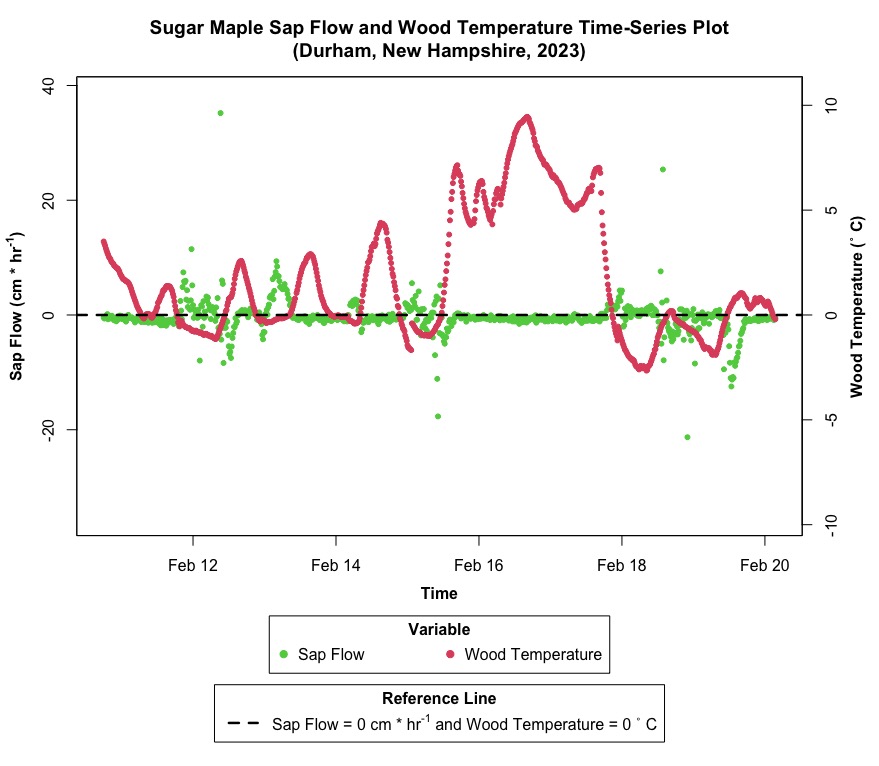 Sugar Maple Sap Flow and Wood Temperature Time-Series Plot
(Durham, New Hampshire, 2023)
40
20
0
-20
Sap Flow (cm * hr⁻¹)
10
5
0
-5
-10
Wood Temperature (˚ C)
Feb 12 Feb 14 Feb 16 Feb 18 Feb 20
Time
Variable
Sap Flow Wood Temperature
Reference Line
Sap Flow = 0 cm * hr⁻¹ and Wood Temperature = 0 ˚ C